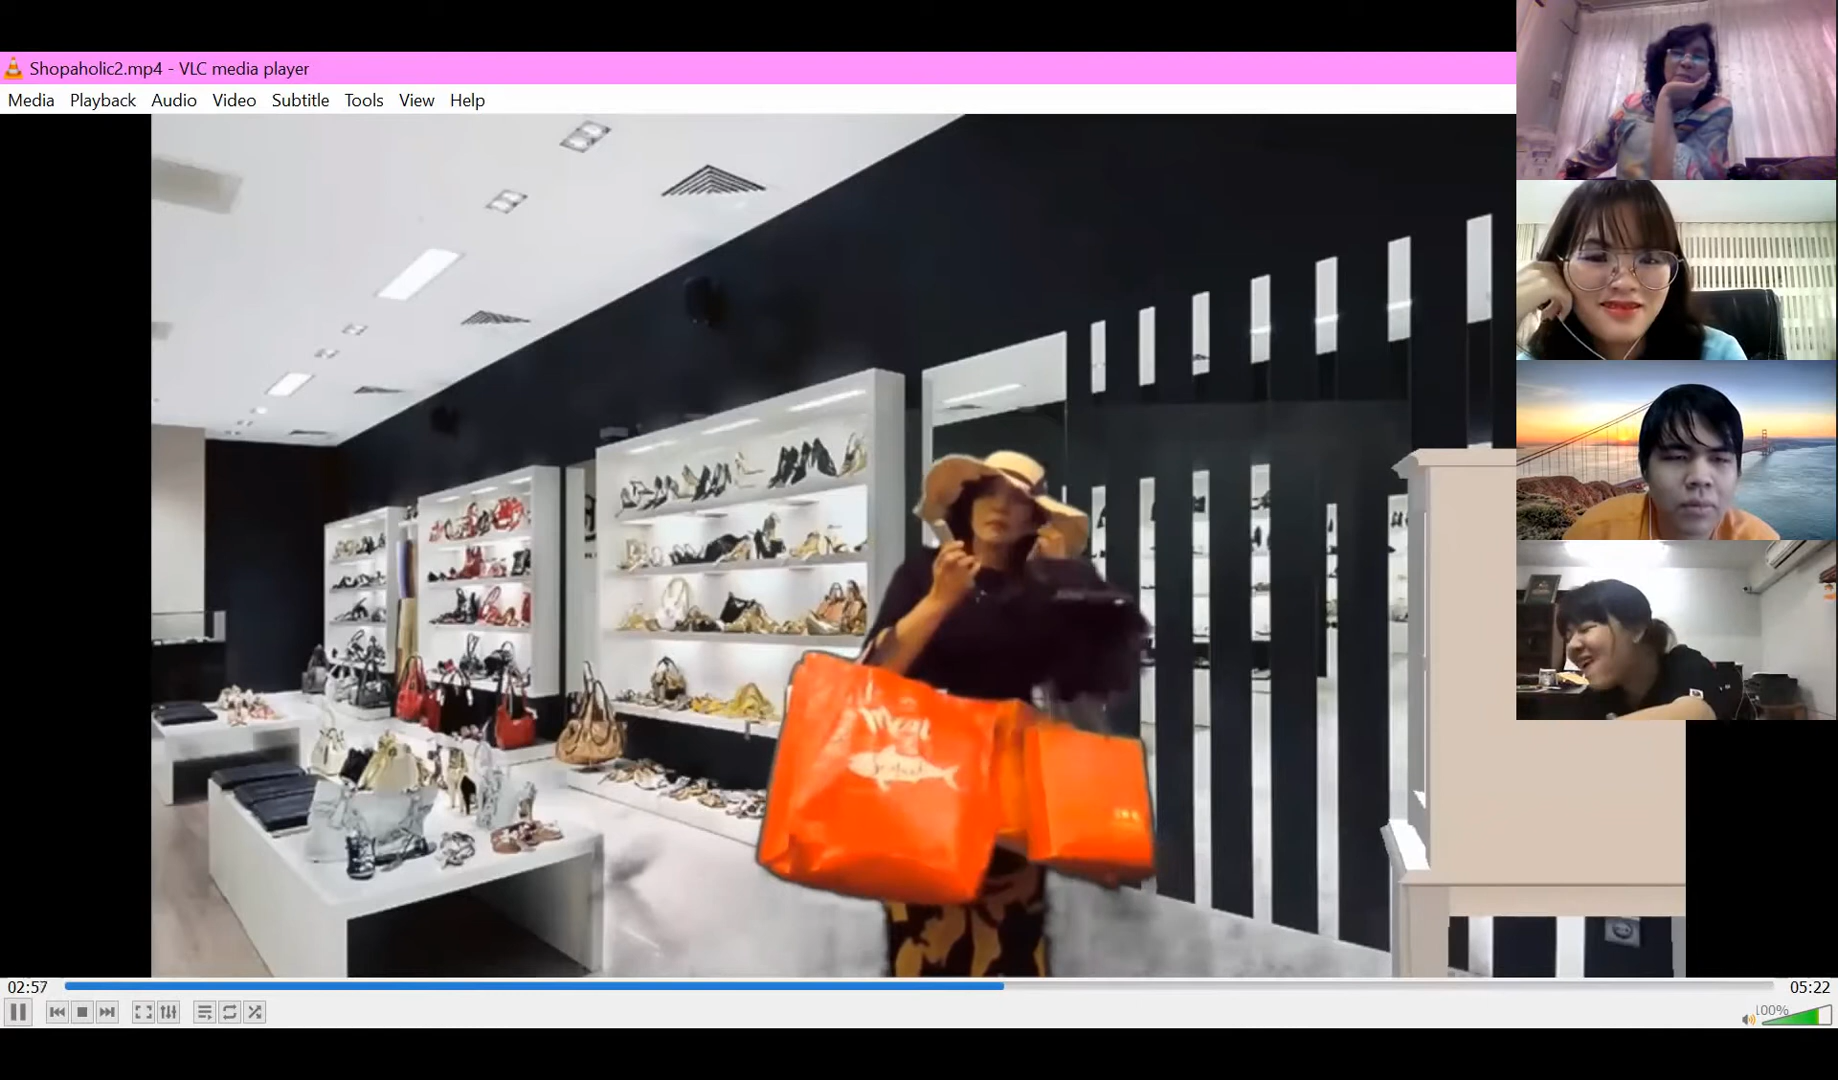 Shopaholic2.mp4 - VLC media player
Media Playback Audio Video Subtitle Tools View Help
02:57
05:22
100%